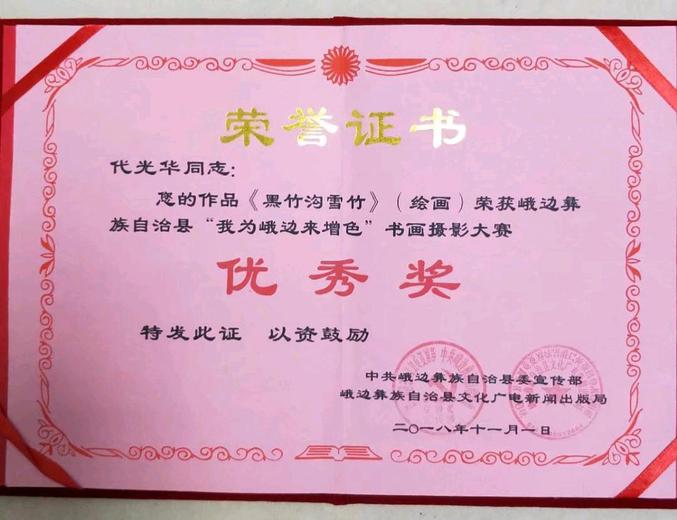 荣誉证书
代光华同志：
您的作品《黑竹沟雪竹》（绘画）荣获峨边彝
族自治县“我为峨边来增色”书画摄影大赛
优秀奖
特发此证 以资鼓励
中共峨边彝族自治县委宣传部
峨边彝族自治县文化广电新闻出版局
二〇一八年十一月一日